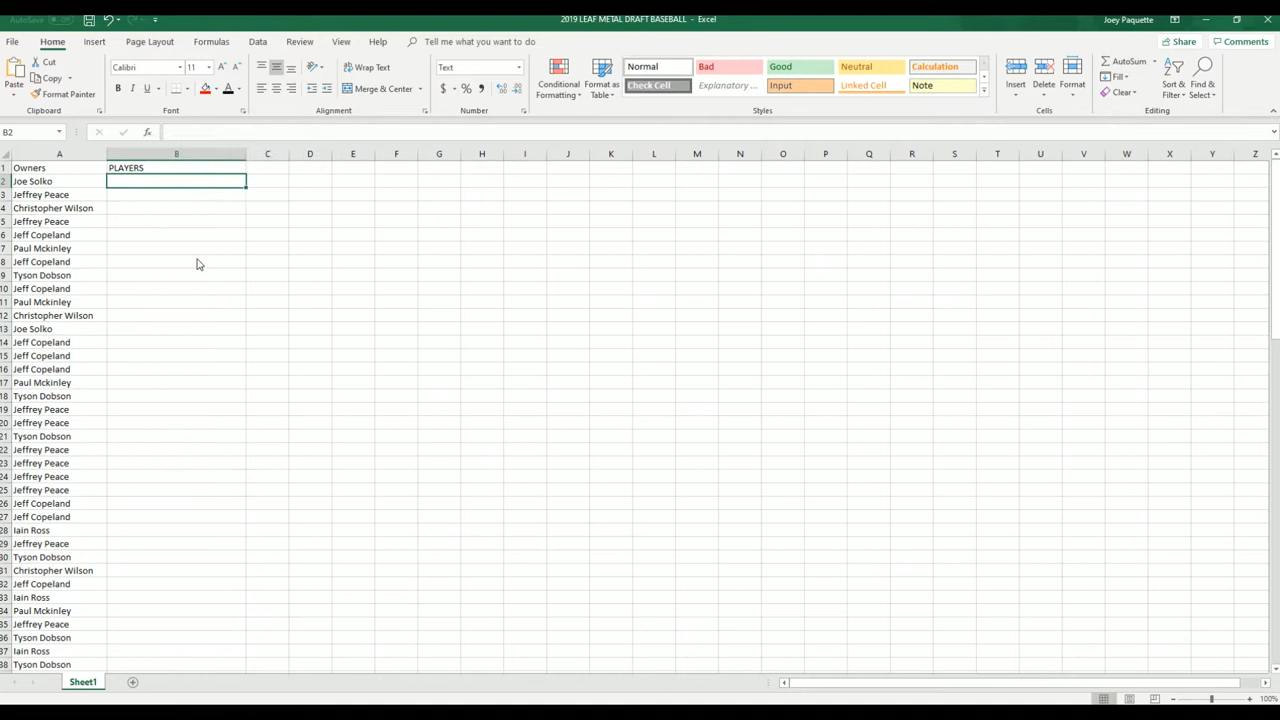 AutoSave Off 2019 LEAF METAL DRAFT BASEBALL - Excel Joey Paquette
File Home Insert Page Layout Formulas Data Review View Help Tell me what you want to do Share Comments
Paste Cut Copy Format Painter
Clipboard
Calibri 11 A A
B I U A
Font
Wrap Text
Merge & Center
Alignment
Text
$ % ,
Number
Conditional Formatting
Format as Table
Normal Bad Good Neutral Calculation
Check Cell Explanatory ... Input Linked Cell Note
Styles
Insert Delete Format
Cells
AutoSum
Fill
Clear
Sort & Filter
Find & Select
Editing
B2 fx
A B C D E F G H I J K L M N O P Q R S T U V W X Y Z
1 Owners PLAYERS
2 Joe Solko
3 Jeffrey Peace
4 Christopher Wilson
5 Jeffrey Peace
6 Jeff Copeland
7 Paul Mckinley
8 Jeff Copeland
9 Tyson Dobson
10 Jeff Copeland
11 Paul Mckinley
12 Christopher Wilson
13 Joe Solko
14 Jeff Copeland
15 Jeff Copeland
16 Jeff Copeland
17 Paul Mckinley
18 Tyson Dobson
19 Jeffrey Peace
20 Jeffrey Peace
21 Tyson Dobson
22 Jeffrey Peace
23 Jeffrey Peace
24 Jeffrey Peace
25 Jeffrey Peace
26 Jeff Copeland
27 Jeff Copeland
28 Iain Ross
29 Jeffrey Peace
30 Tyson Dobson
31 Christopher Wilson
32 Jeff Copeland
33 Iain Ross
34 Paul Mckinley
35 Jeffrey Peace
36 Tyson Dobson
37 Iain Ross
38 Tyson Dobson
Sheet1
100%